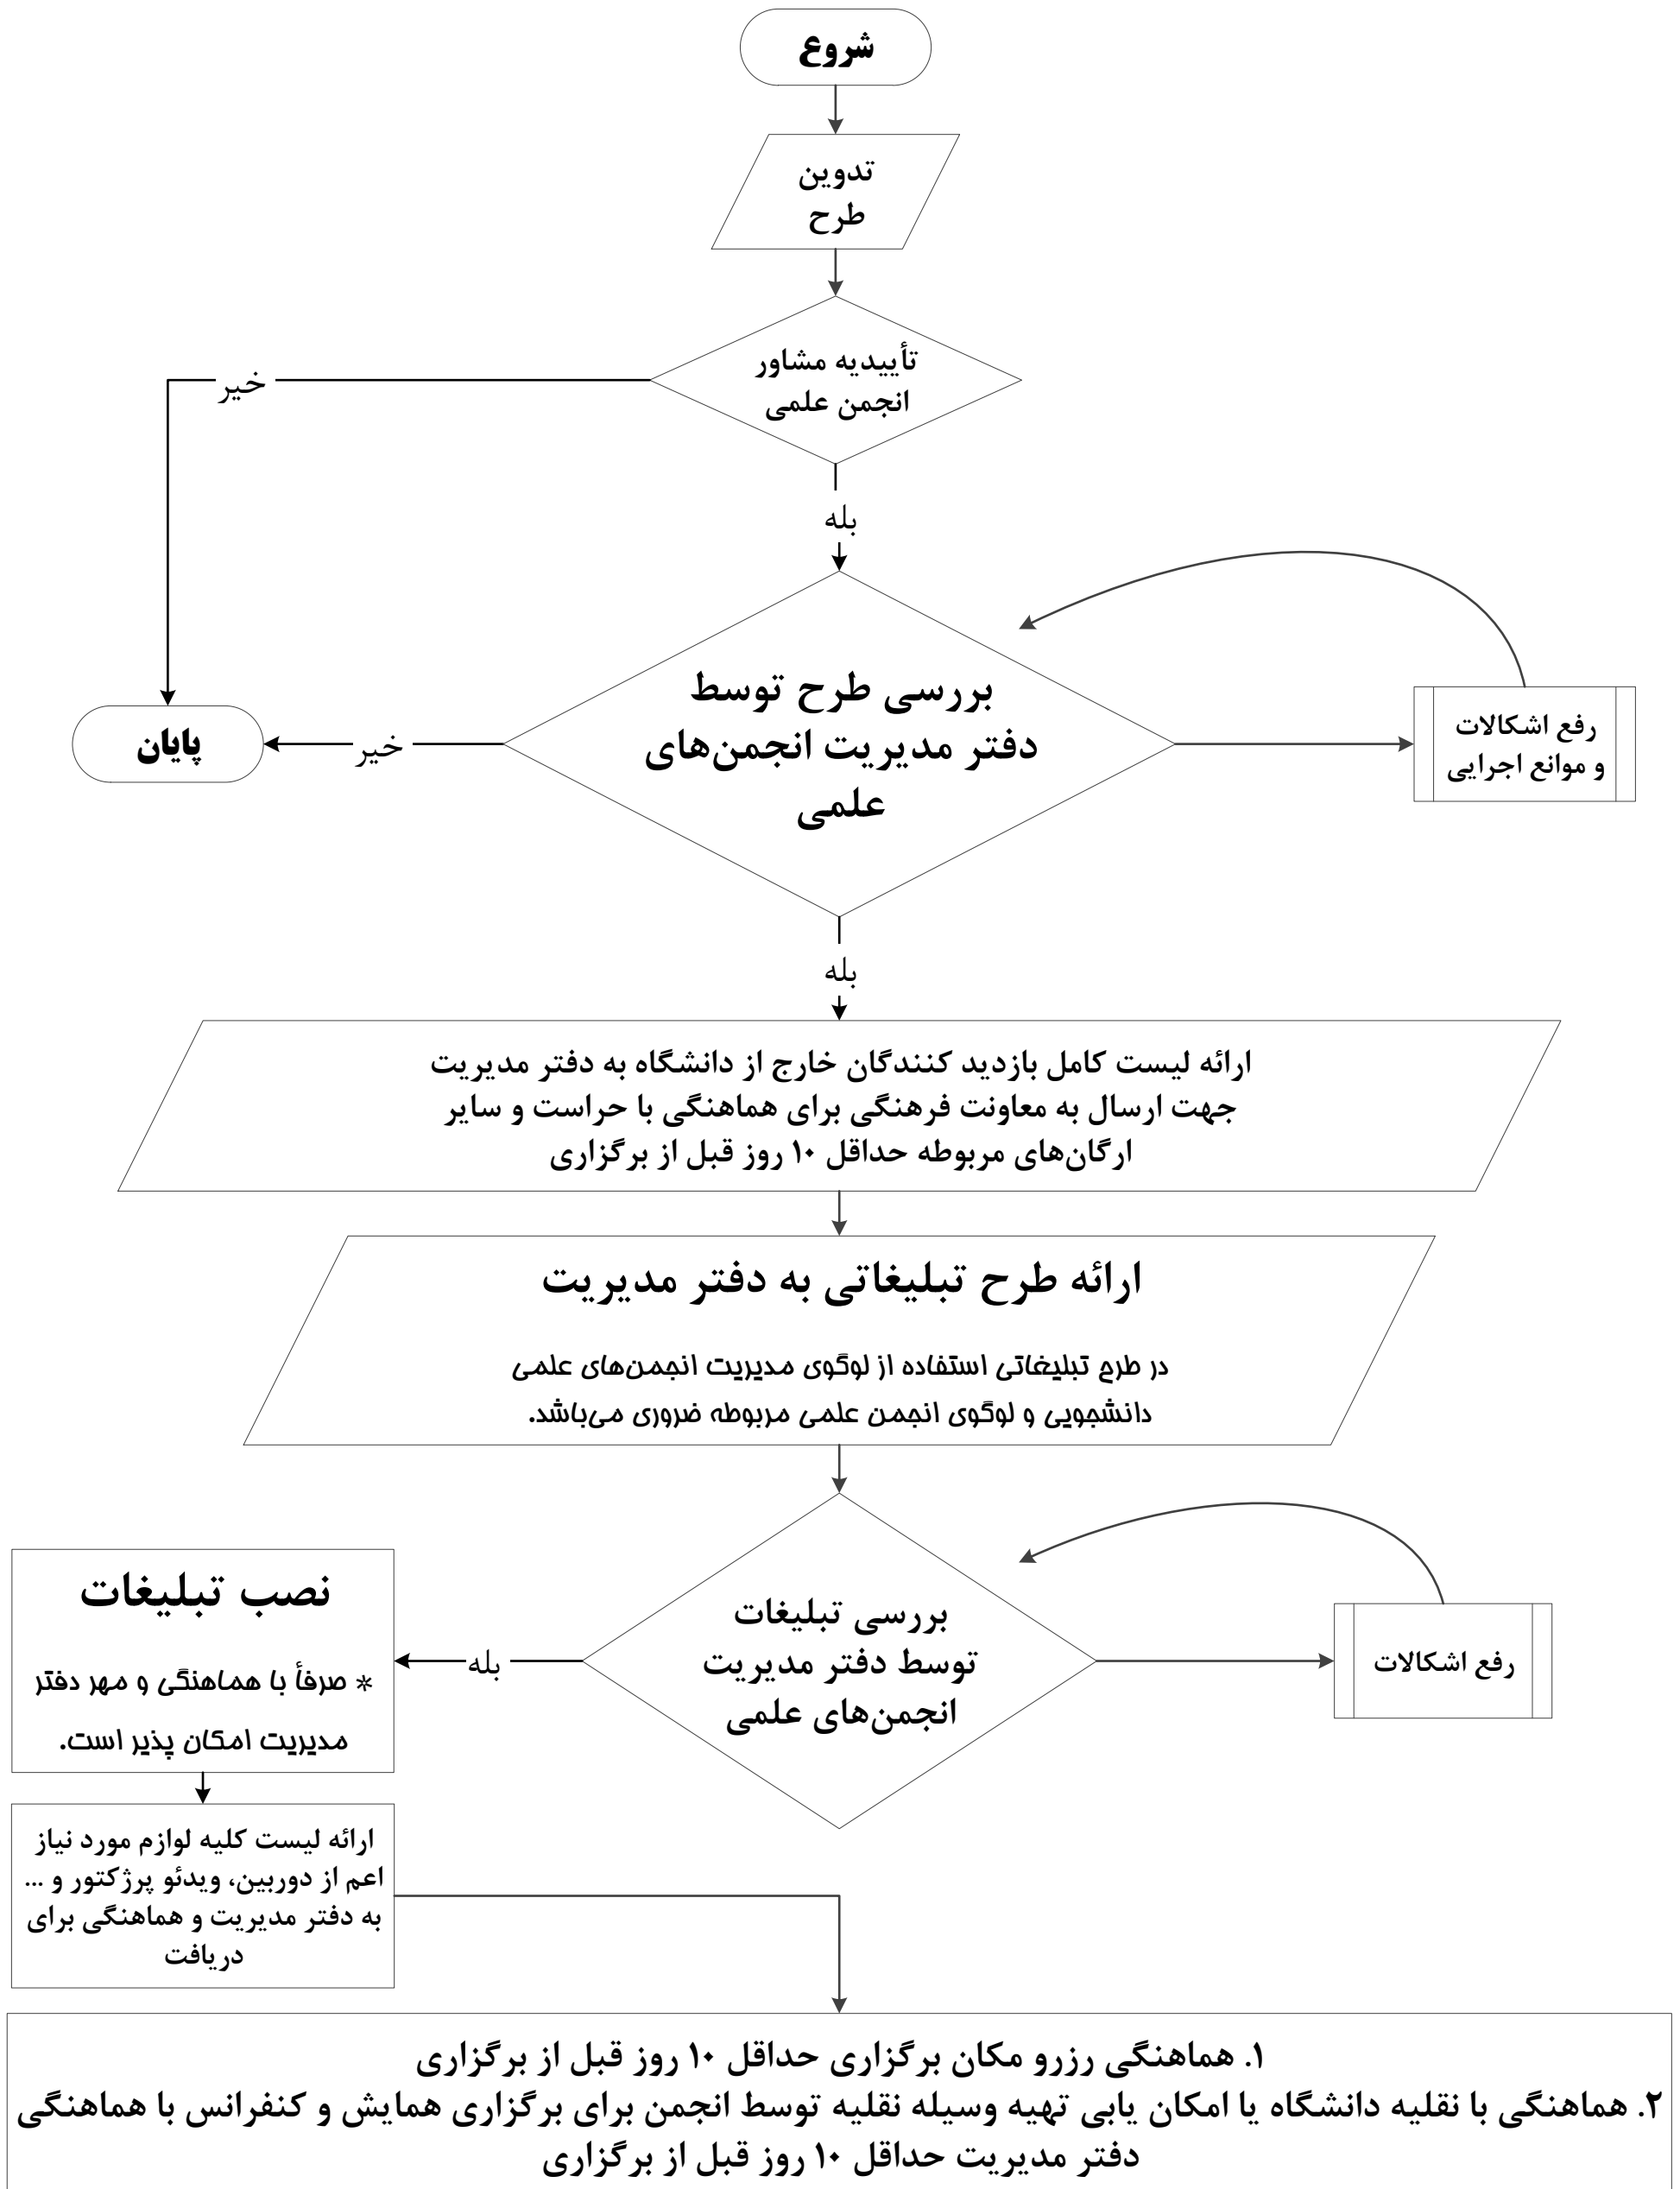 شروع
تدوین
طرح
تأییدیه مشاور
انجمن علمی
خیر
بله
بررسی طرح توسط
دفتر مدیریت انجمن‌های
علمی
رفع اشکالات
و موانع اجرایی
خیر
پایان
بله
ارائه لیست کامل بازدید کنندگان خارج از دانشگاه به دفتر مدیریت
جهت ارسال به معاونت فرهنگی برای هماهنگی با حراست و سایر
ارگان‌های مربوطه حداقل ۱۰ روز قبل از برگزاری
ارائه طرح تبلیغاتی به دفتر مدیریت
در طرح تبلیغاتی استفاده از لوگوی مدیریت انجمن‌های علمی
دانشجویی و لوگوی انجمن علمی مربوطه ضروری می‌باشد.
بررسی تبلیغات
توسط دفتر مدیریت
انجمن‌های علمی
رفع اشکالات
بله
نصب تبلیغات
* صرفأ با هماهنگی و مهر دفتر
مدیریت امکان پذیر است.
ارائه لیست کلیه لوازم مورد نیاز
اعم از دوربین، ویدئو پرژکتور و ...
به دفتر مدیریت و هماهنگی برای
دریافت
۱. هماهنگی رزرو مکان برگزاری حداقل ۱۰ روز قبل از برگزاری
۲. هماهنگی با نقلیه دانشگاه یا امکان یابی تهیه وسیله نقلیه توسط انجمن برای برگزاری همایش و کنفرانس با هماهنگی
دفتر مدیریت حداقل ۱۰ روز قبل از برگزاری